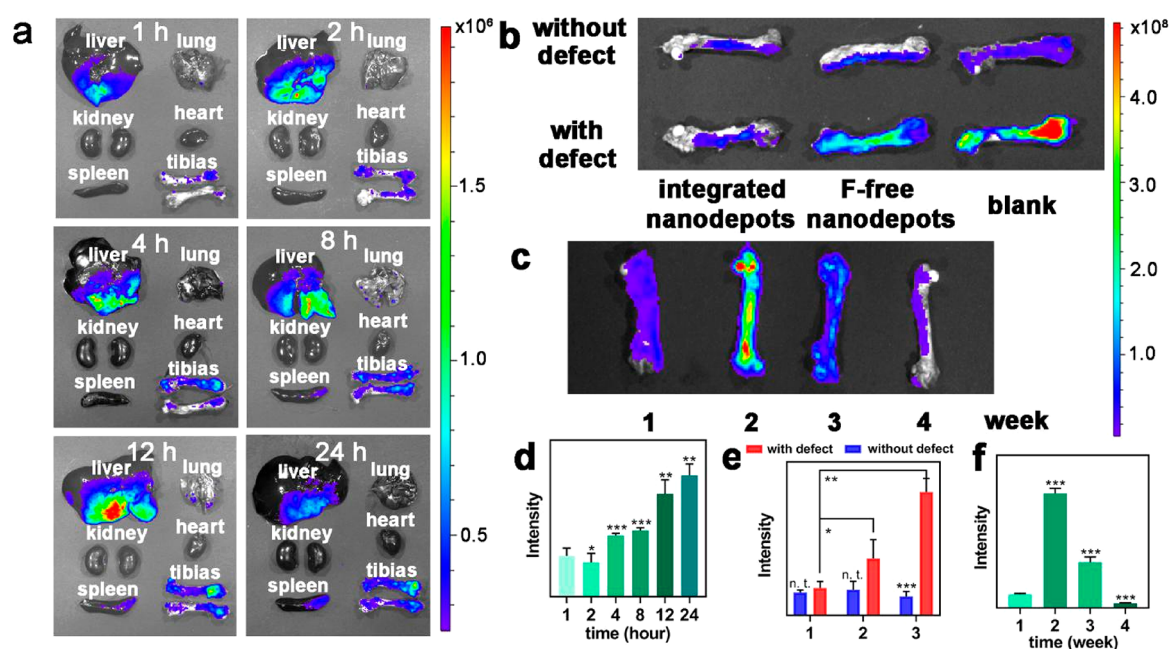 a
1 h
liver
lung
kidney
heart
spleen
tibias
2 h
liver
lung
kidney
heart
spleen
tibias
4 h
liver
lung
kidney
heart
spleen
tibias
8 h
liver
lung
kidney
heart
spleen
tibias
12 h
liver
lung
kidney
heart
spleen
tibias
24 h
liver
lung
kidney
heart
spleen
tibias
x10⁶
1.5
1.0
0.5
b
without
defect
with
defect
integrated
nanodepots
F-free
nanodepots
blank
x10⁸
4.0
3.0
2.0
1.0
c
1 2 3 4 week
d
Intensity
* *** *** ** **
1 2 4 8 12 24
time (hour)
e
with defect without defect
Intensity
**
*
n. t. n. t. ***
1 2 3
f
Intensity
*** *** ***
1 2 3 4
time (week)